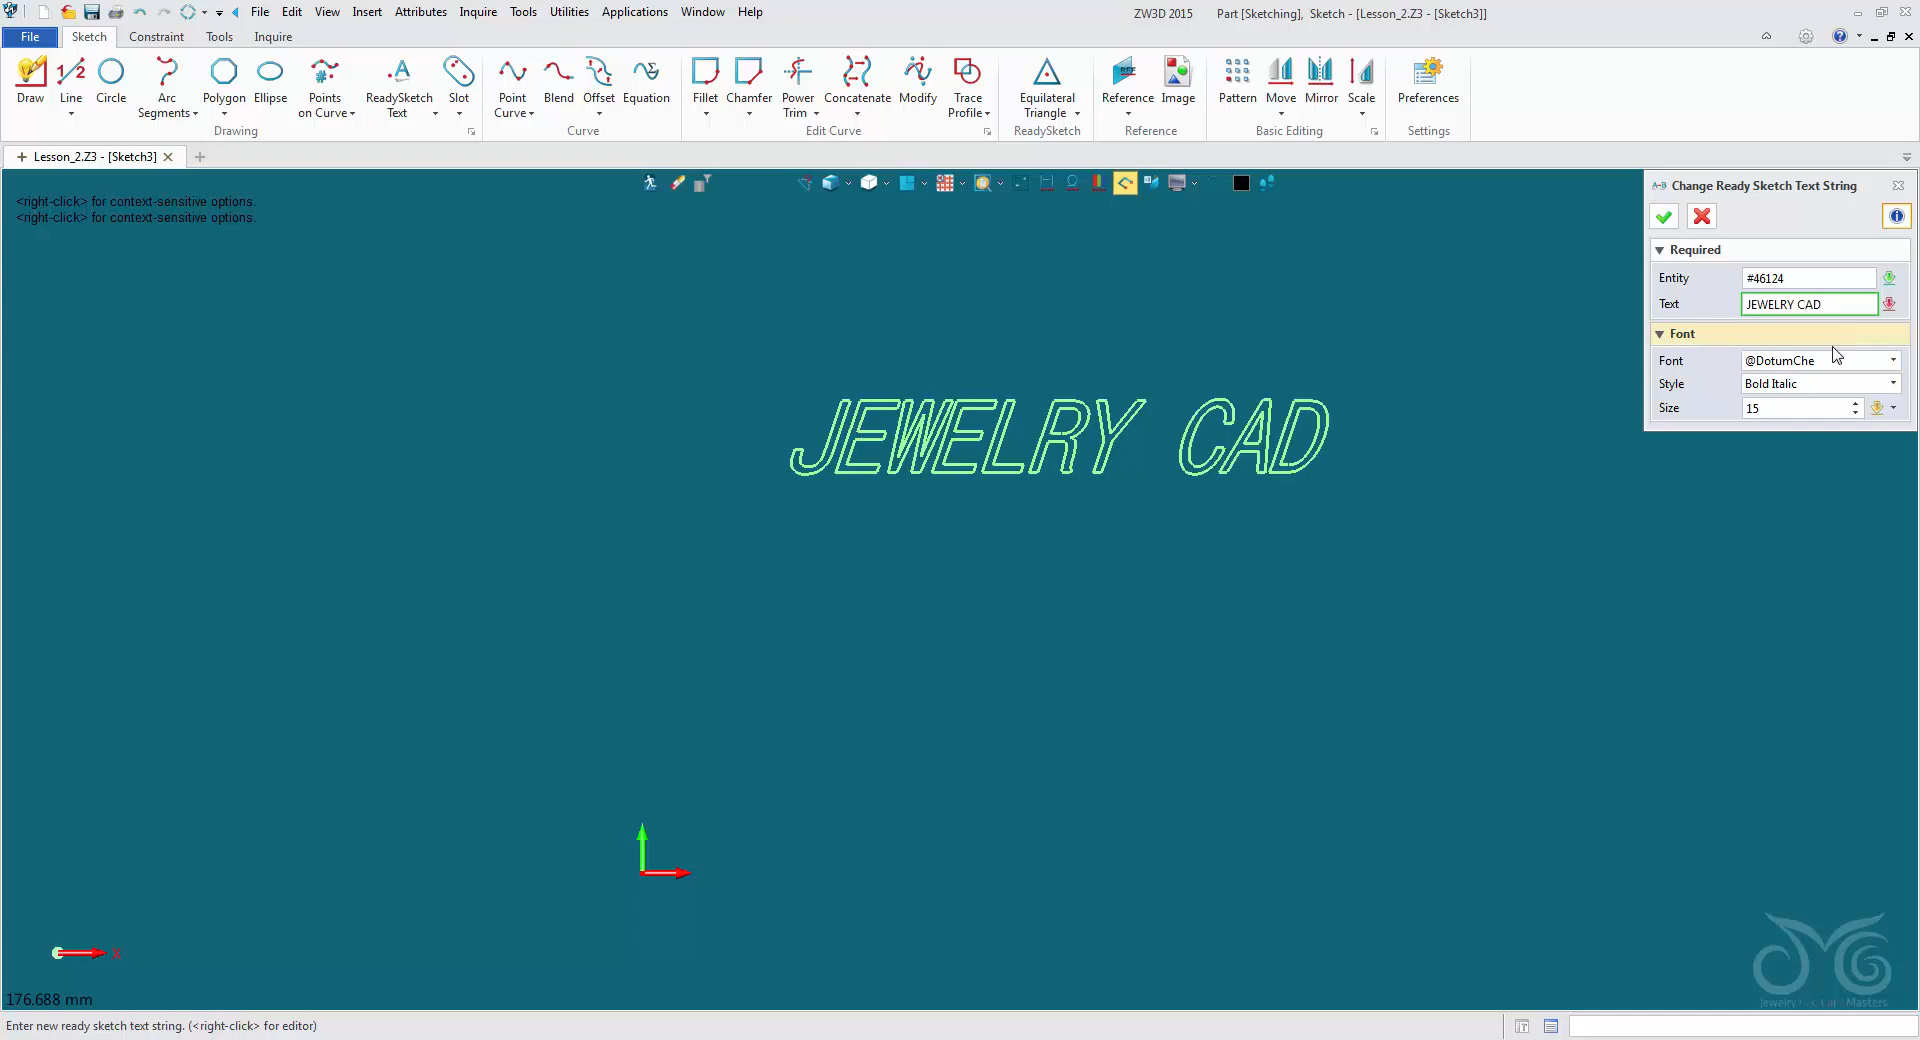 File Edit View Insert Attributes Inquire Tools Utilities Applications Window Help
ZW3D 2015 Part [Sketching], Sketch - [Lesson_2.Z3 - [Sketch3]]
File Sketch Constraint Tools Inquire
Draw Line Circle Arc Segments Polygon Ellipse Points on Curve ReadySketch Text Slot
Point Curve Blend Offset Equation
Fillet Chamfer Power Trim Concatenate Modify Trace Profile
Equilateral Triangle Reference Image Pattern Move Mirror Scale Preferences
Drawing Curve Edit Curve ReadySketch Reference Basic Editing Settings
Lesson_2.Z3 - [Sketch3]
<right-click> for context-sensitive options.
<right-click> for context-sensitive options.
Change Ready Sketch Text String
Required
Entity #46124
Text JEWELRY CAD
Font
Font @DotumChe
Style Bold Italic
Size 15
JEWELRY CAD
X
176.688 mm
Enter new ready sketch text string. (<right-click> for editor)